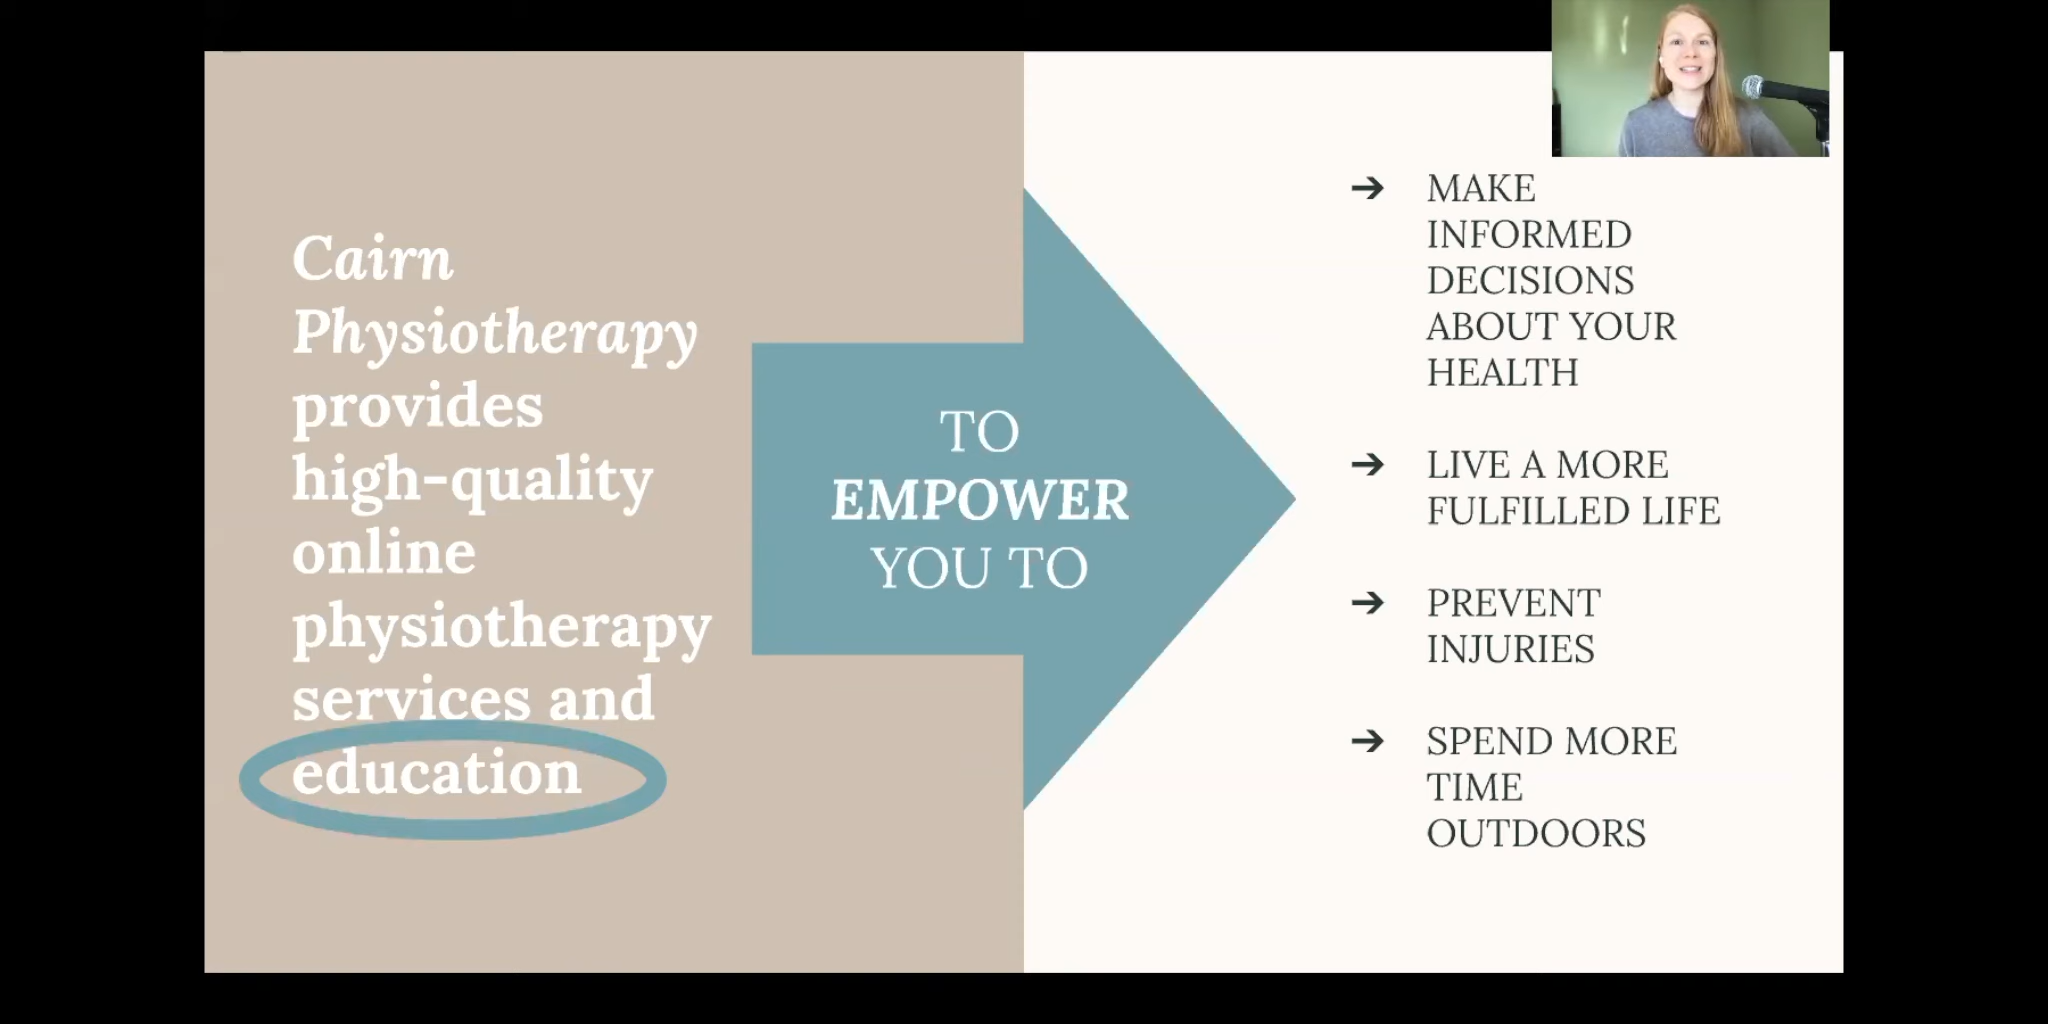 Cairn
Physiotherapy
provides
high-quality
online
physiotherapy
services and
education
TO
EMPOWER
YOU TO
➔ MAKE
INFORMED
DECISIONS
ABOUT YOUR
HEALTH
➔ LIVE A MORE
FULFILLED LIFE
➔ PREVENT
INJURIES
➔ SPEND MORE
TIME
OUTDOORS